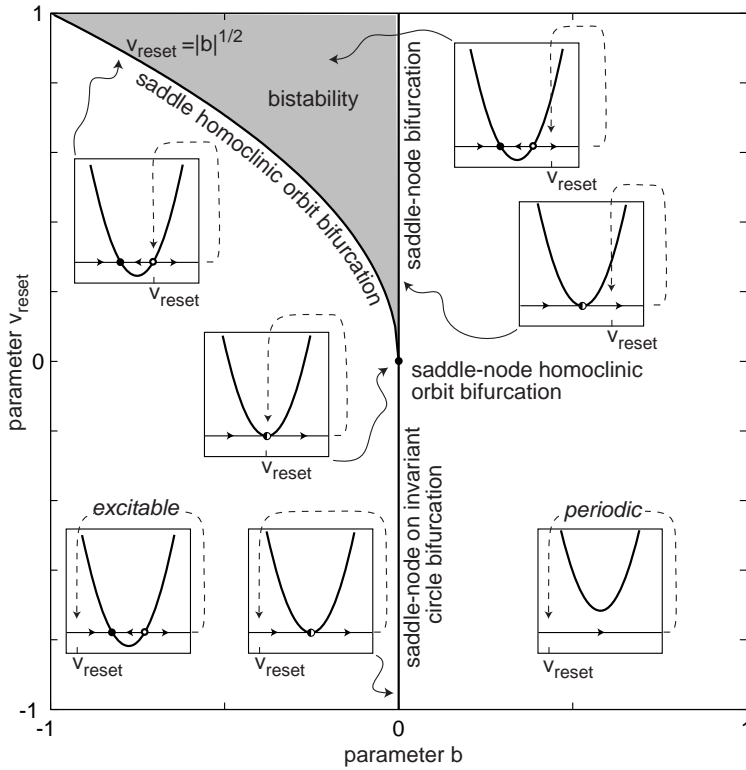 1
v_reset =|b|^1/2
bistability
saddle homoclinic orbit bifurcation
saddle-node bifurcation
v_reset
v_reset
v_reset
parameter v_reset
0
saddle-node homoclinic
orbit bifurcation
v_reset
saddle-node on invariant
circle bifurcation
excitable
periodic
v_reset
v_reset
v_reset
-1
-1
0
1
parameter b